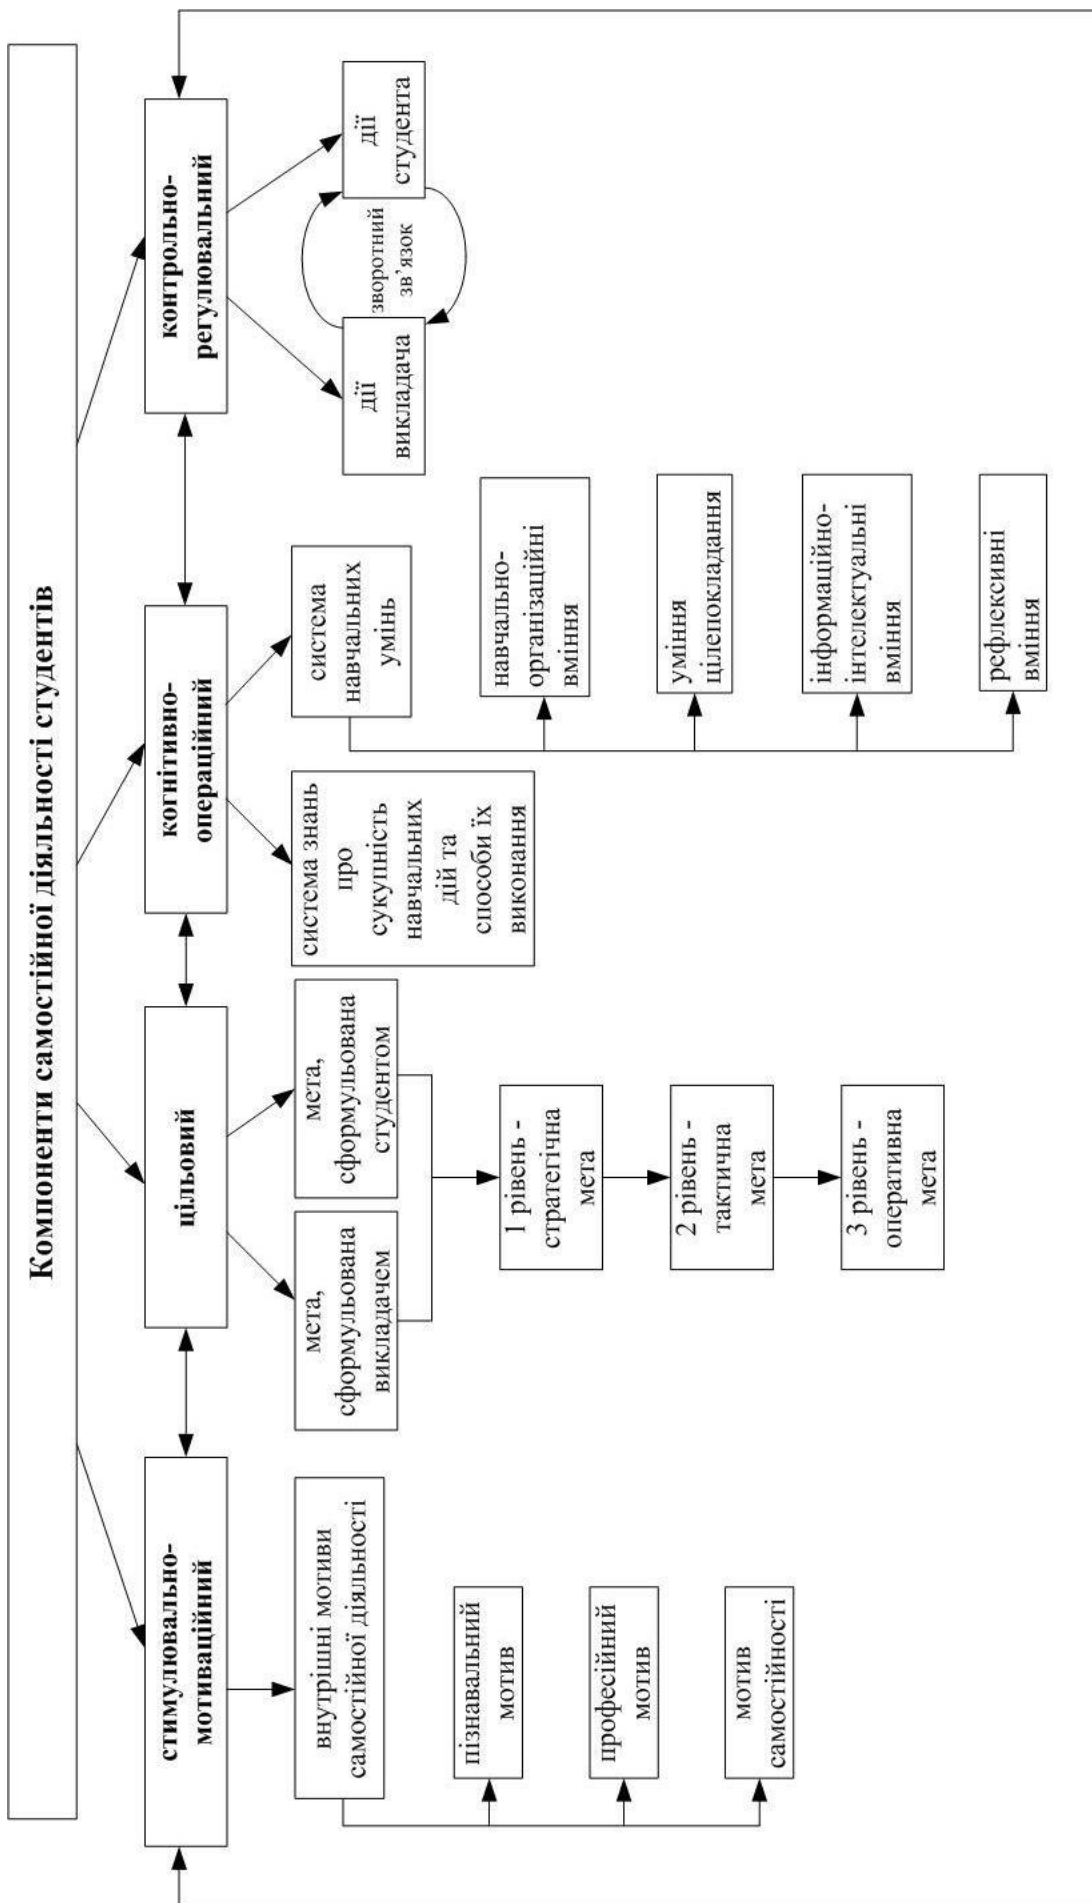 Компоненти самостійної діяльності студентів
стимулювально-
мотиваційний
цільовий
когнітивно-
операційний
контрольно-
регулювальний
внутрішні мотиви
самостійної діяльності
пізнавальний
мотив
професійний
мотив
мотив
самостійності
мета,
сформульована
викладачем
мета,
сформульована
студентом
1 рівень -
стратегічна
мета
2 рівень -
тактична
мета
3 рівень -
оперативна
мета
система знань
про
сукупність
навчальних
дій та
способи їх
виконання
система
навчальних
умінь
навчально-
організаційні
вміння
уміння
цілепокладання
інформаційно-
інтелектуальні
вміння
рефлексивні
вміння
дії
викладача
зворотний
зв’язок
дії
студента